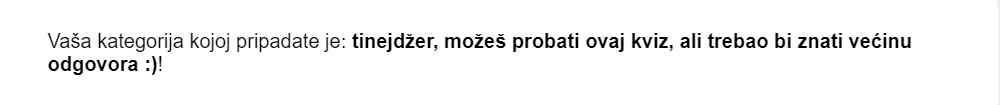 Vaša kategorija kojoj pripadate je: tinejdžer, možeš probati ovaj kviz, ali trebao bi znati većinu
odgovora :)!